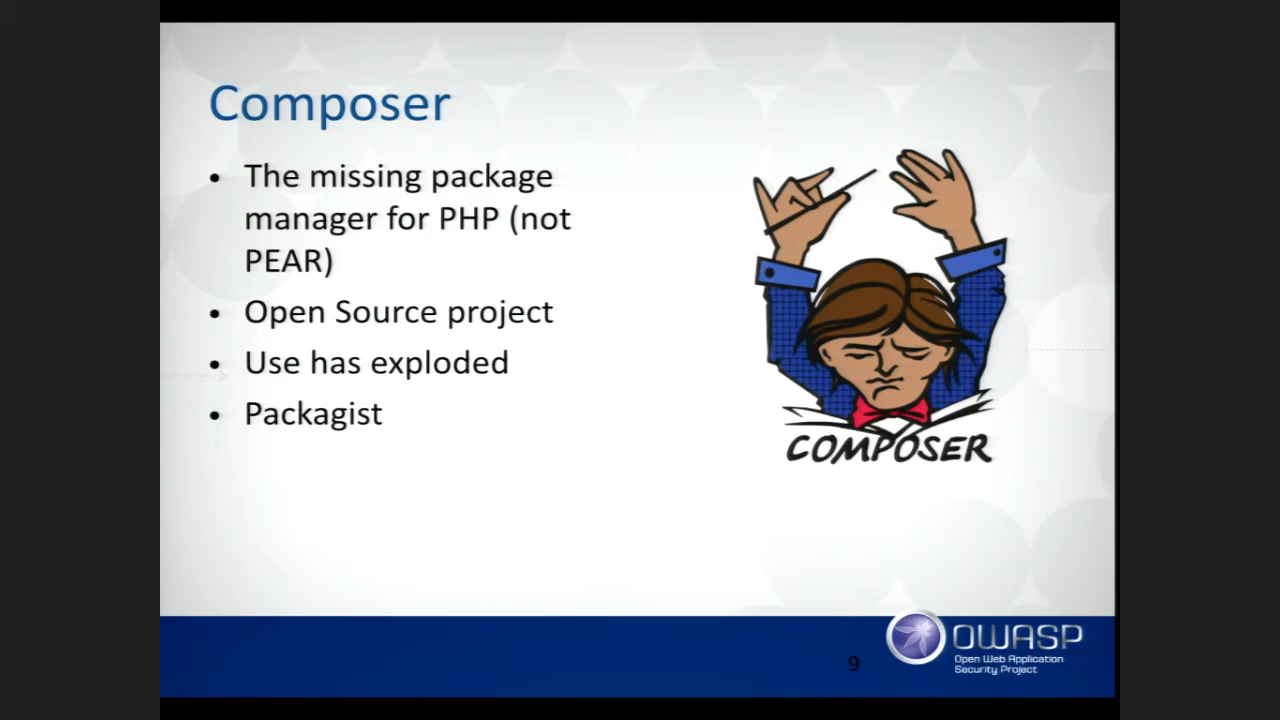 Composer
• The missing package
manager for PHP (not
PEAR)
• Open Source project
• Use has exploded
• Packagist
COMPOSER
9
OWASP
Open Web Application
Security Project